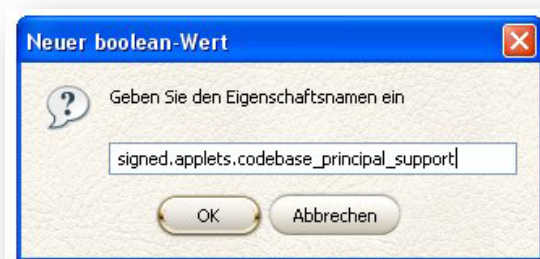 Neuer boolean-Wert
Geben Sie den Eigenschaftsnamen ein
signed.applets.codebase_principal_support
OK Abbrechen